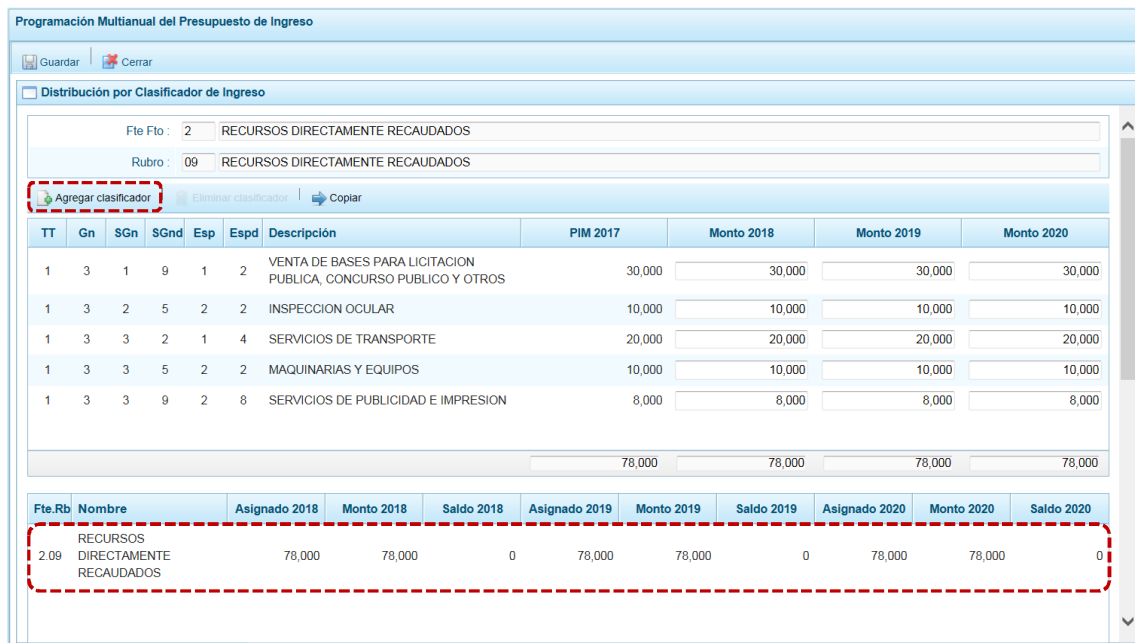 Programación Multianual del Presupuesto de Ingreso
Guardar Cerrar
Distribución por Clasificador de Ingreso
Fte Fto : 2 RECURSOS DIRECTAMENTE RECAUDADOS
Rubro : 09 RECURSOS DIRECTAMENTE RECAUDADOS
Agregar clasificador Eliminar clasificador Copiar
TT Gn SGn SGnd Esp Espd Descripción PIM 2017 Monto 2018 Monto 2019 Monto 2020
1 3 1 9 1 2 VENTA DE BASES PARA LICITACION
PUBLICA, CONCURSO PUBLICO Y OTROS 30,000 30,000 30,000 30,000
1 3 2 5 2 2 INSPECCION OCULAR 10,000 10,000 10,000 10,000
1 3 3 2 1 4 SERVICIOS DE TRANSPORTE 20,000 20,000 20,000 20,000
1 3 3 5 2 2 MAQUINARIAS Y EQUIPOS 10,000 10,000 10,000 10,000
1 3 3 9 2 8 SERVICIOS DE PUBLICIDAD E IMPRESION 8,000 8,000 8,000 8,000
78,000 78,000 78,000 78,000
Fte.Rb Nombre Asignado 2018 Monto 2018 Saldo 2018 Asignado 2019 Monto 2019 Saldo 2019 Asignado 2020 Monto 2020 Saldo 2020
RECURSOS
2.09 DIRECTAMENTE 78,000 78,000 0 78,000 78,000 0 78,000 78,000 0
RECAUDADOS